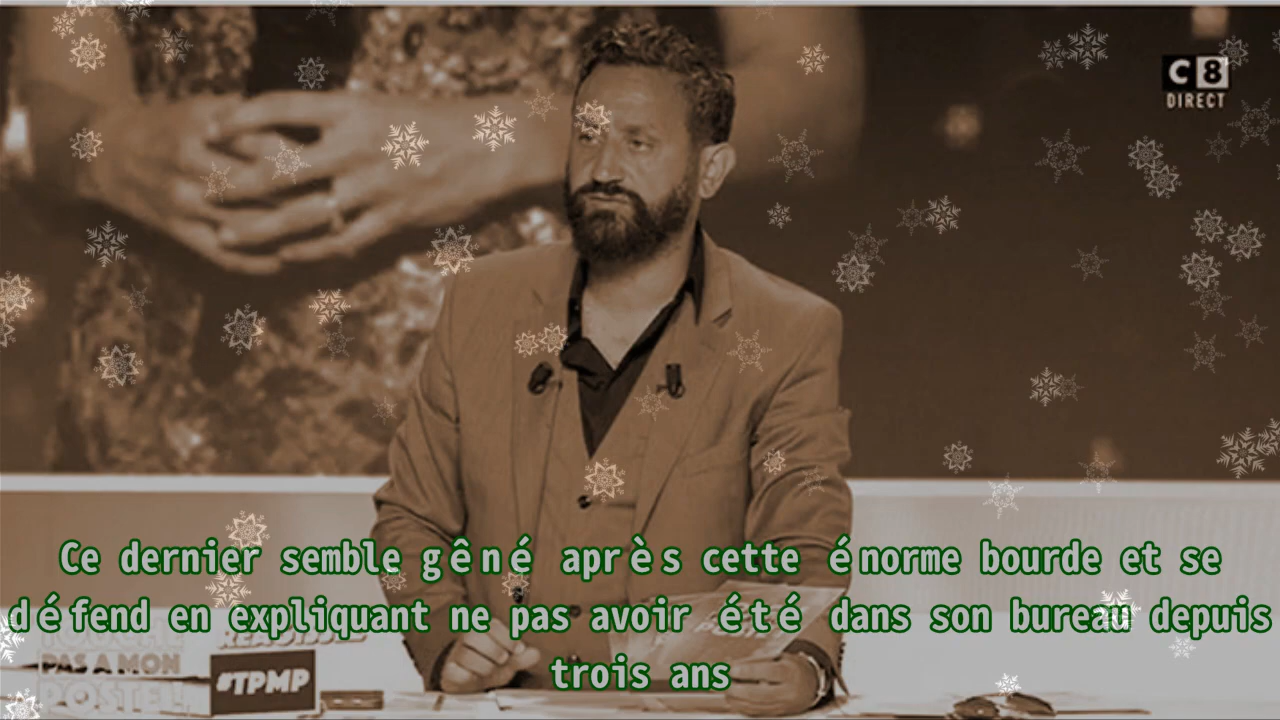 C8
DIRECT
Ce dernier semble gêné après cette énorme bourde et se
défend en expliquant ne pas avoir été dans son bureau depuis
trois ans
PAS A MON
POSTE!
#TPMP